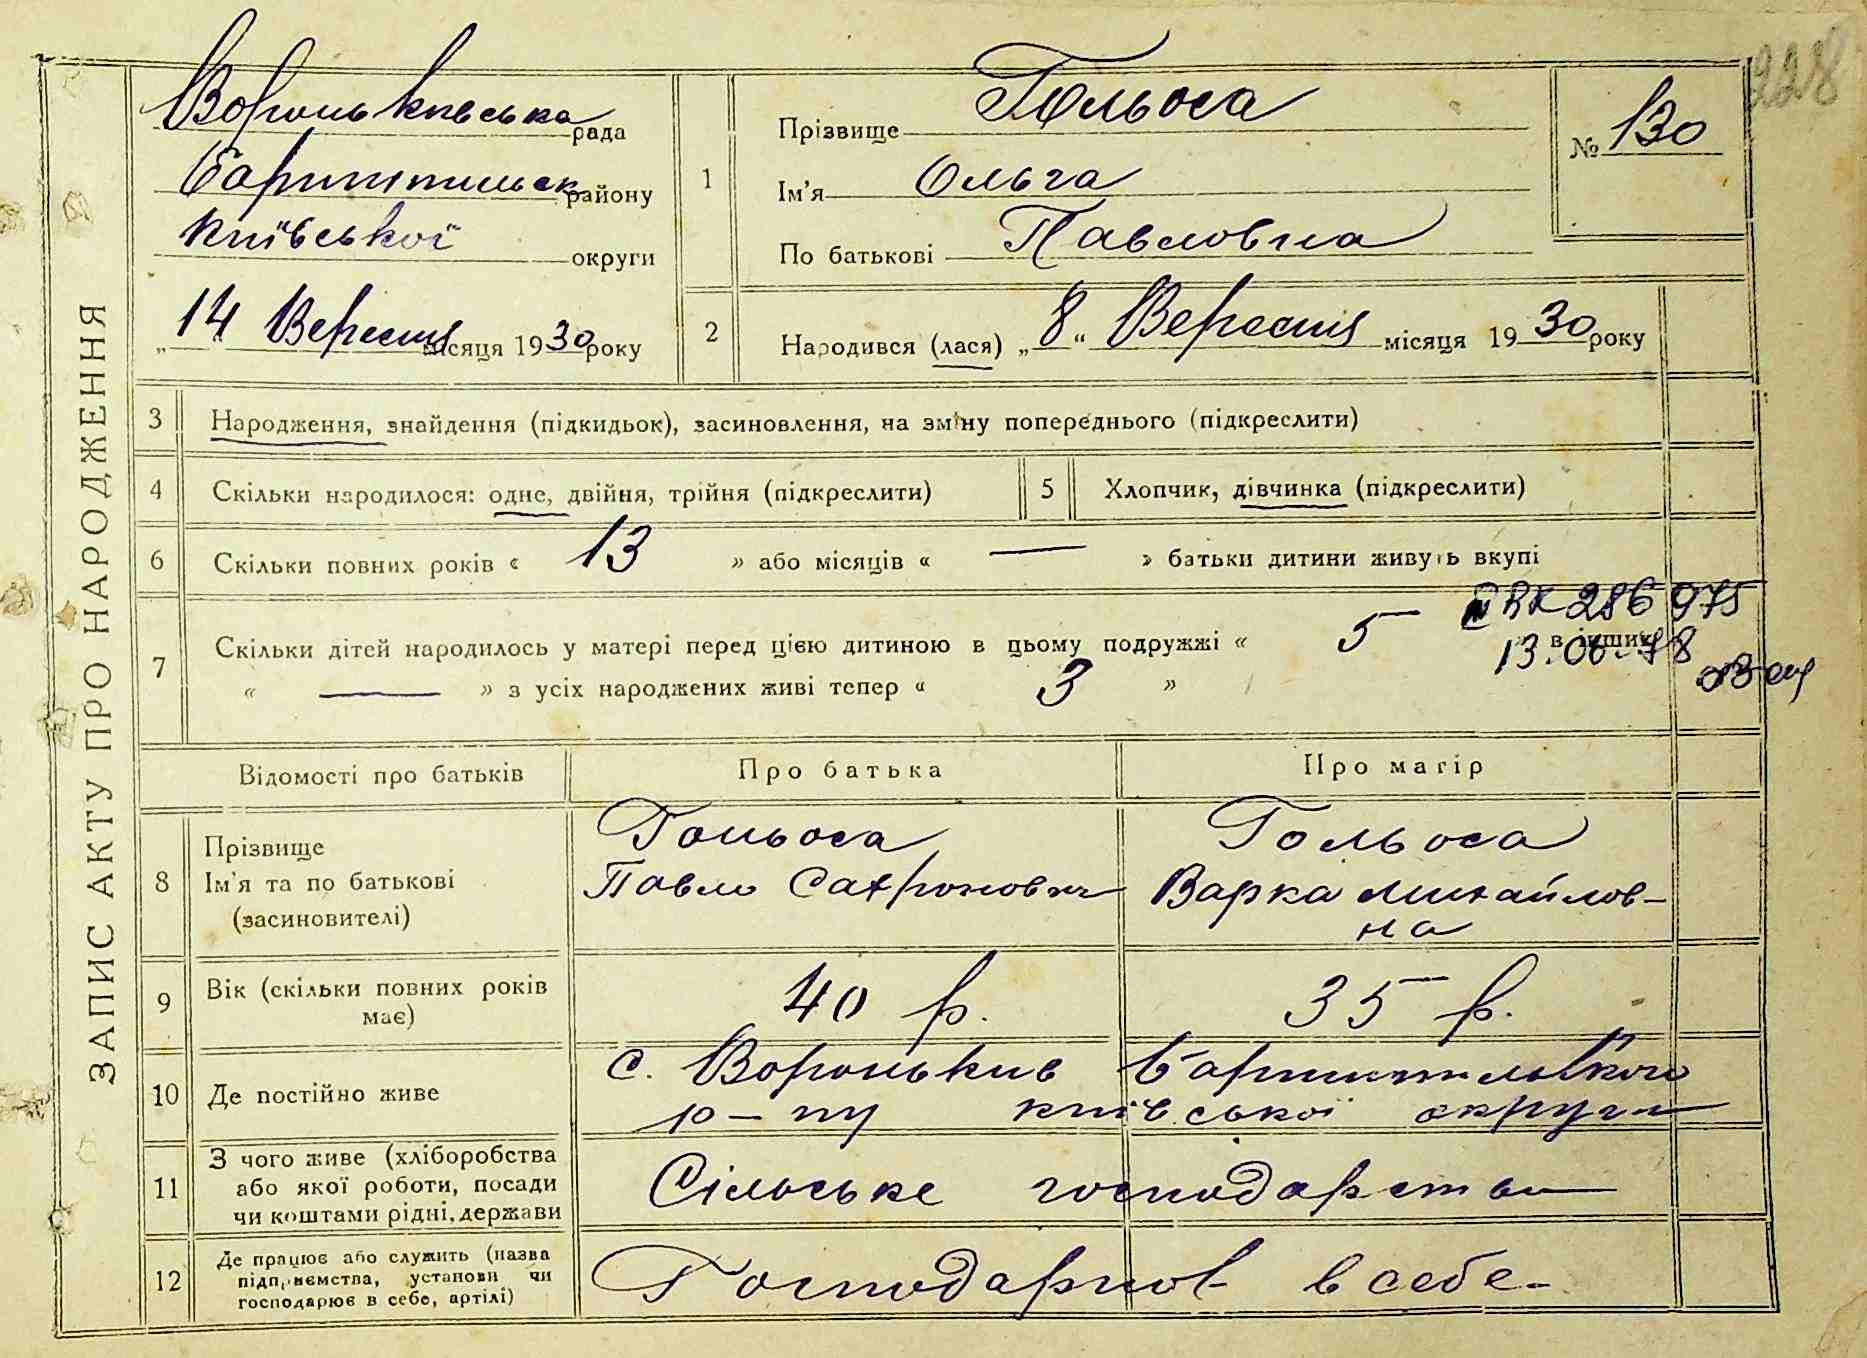 228
ЗАПИС АКТУ ПРО НАРОДЖЕННЯ
Вороньківська рада
Баришпільськ району
Київської округи
„14“ Вересня місяця 1930 року
1
Прізвище Гольоса
Ім'я Ольга
По батькові Павловна
№ 130
2
Народився (лася) „8“ Вересня місяця 1930 року
3 Народження, знайдення (підкидьок), засиновлення, на зміну попереднього (підкреслити)
4 Скільки народилося: одне, двійня, трійня (підкреслити)
5 Хлопчик, дівчинка (підкреслити)
6 Скільки повних років « 13 » або місяців « — » батьки дитини живуть вкупі
7 Скільки дітей народилось у матері перед цією дитиною в цьому подружжі « 5 » в інших
« — » з усіх народжених живі тепер « 3 »
286975
13.06.78
Відомості про батьків
Про батька
Про матір
8 Прізвище
Ім'я та по батькові
(засиновителі)
Гольоса
Павло Сафронович
Гольоса
Варка Михайлов-
на
9 Вік (скільки повних років
має)
40 р.
35 р.
10 Де постійно живе
с. Вороньків Баришпільського
р-ну київської округи
11 З чого живе (хліборобства
або якої роботи, посади
чи коштами рідні, держави
Сільське господарство
12 Де працює або служить (назва
підприємства, установи чи
господарює в себе, артілі)
в себе